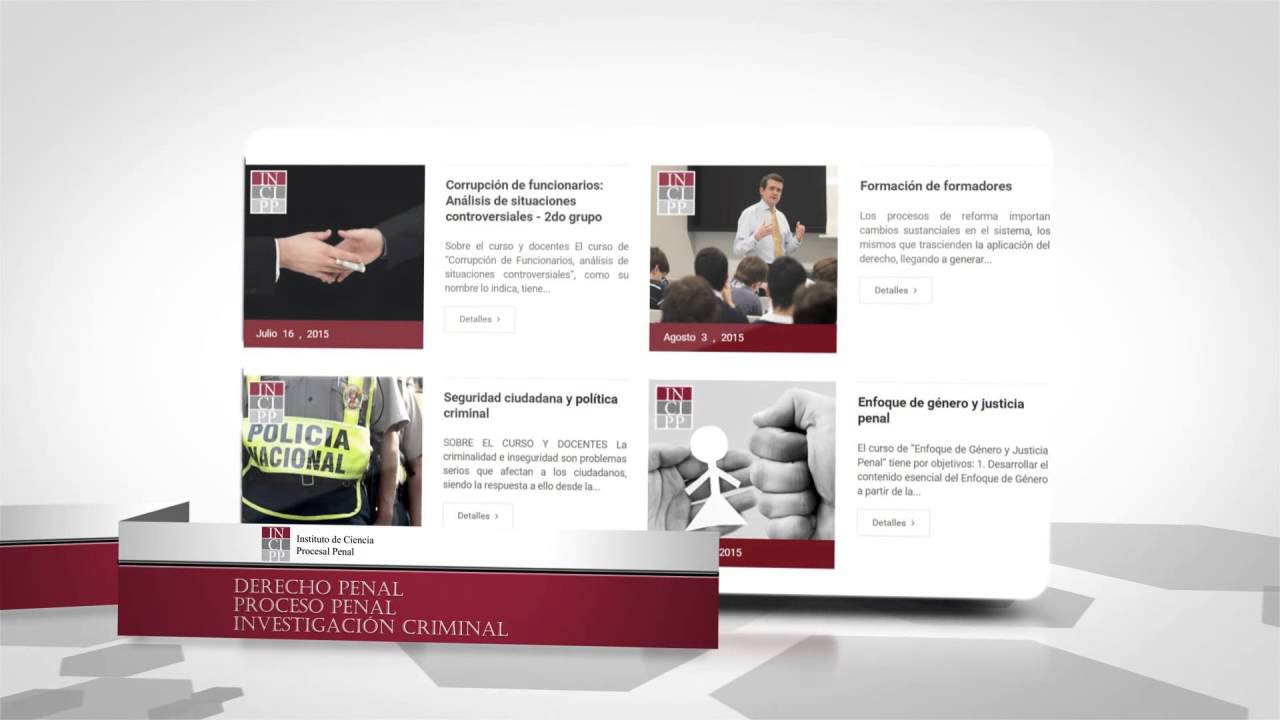 IN
CI
PP
Julio 16 , 2015
Corrupción de funcionarios:
Análisis de situaciones
controversiales - 2do grupo
Sobre el curso y docentes El curso de
“Corrupción de Funcionarios, análisis de
situaciones controversiales”, como su
nombre lo indica, tiene...
Detalles ›
IN
CI
PP
Agosto 3 , 2015
Formación de formadores
Los procesos de reforma importan
cambios sustanciales en el sistema, los
mismos que trascienden la aplicación del
derecho, llegando a generar...
Detalles ›
IN
CI
PP
POLICIA
NACIONAL
Seguridad ciudadana y política
criminal
SOBRE EL CURSO Y DOCENTES La
criminalidad e inseguridad son problemas
serios que afectan a los ciudadanos,
siendo la respuesta a ello desde la...
Detalles ›
IN
CI
PP
2015
Enfoque de género y justicia
penal
El curso de “Enfoque de Género y Justicia
Penal” tiene por objetivos: 1. Desarrollar el
contenido esencial del Enfoque de Género
a partir de la...
Detalles ›
IN
CI
PP
Instituto de Ciencia
Procesal Penal
DERECHO PENAL
PROCESO PENAL
INVESTIGACIÓN CRIMINAL